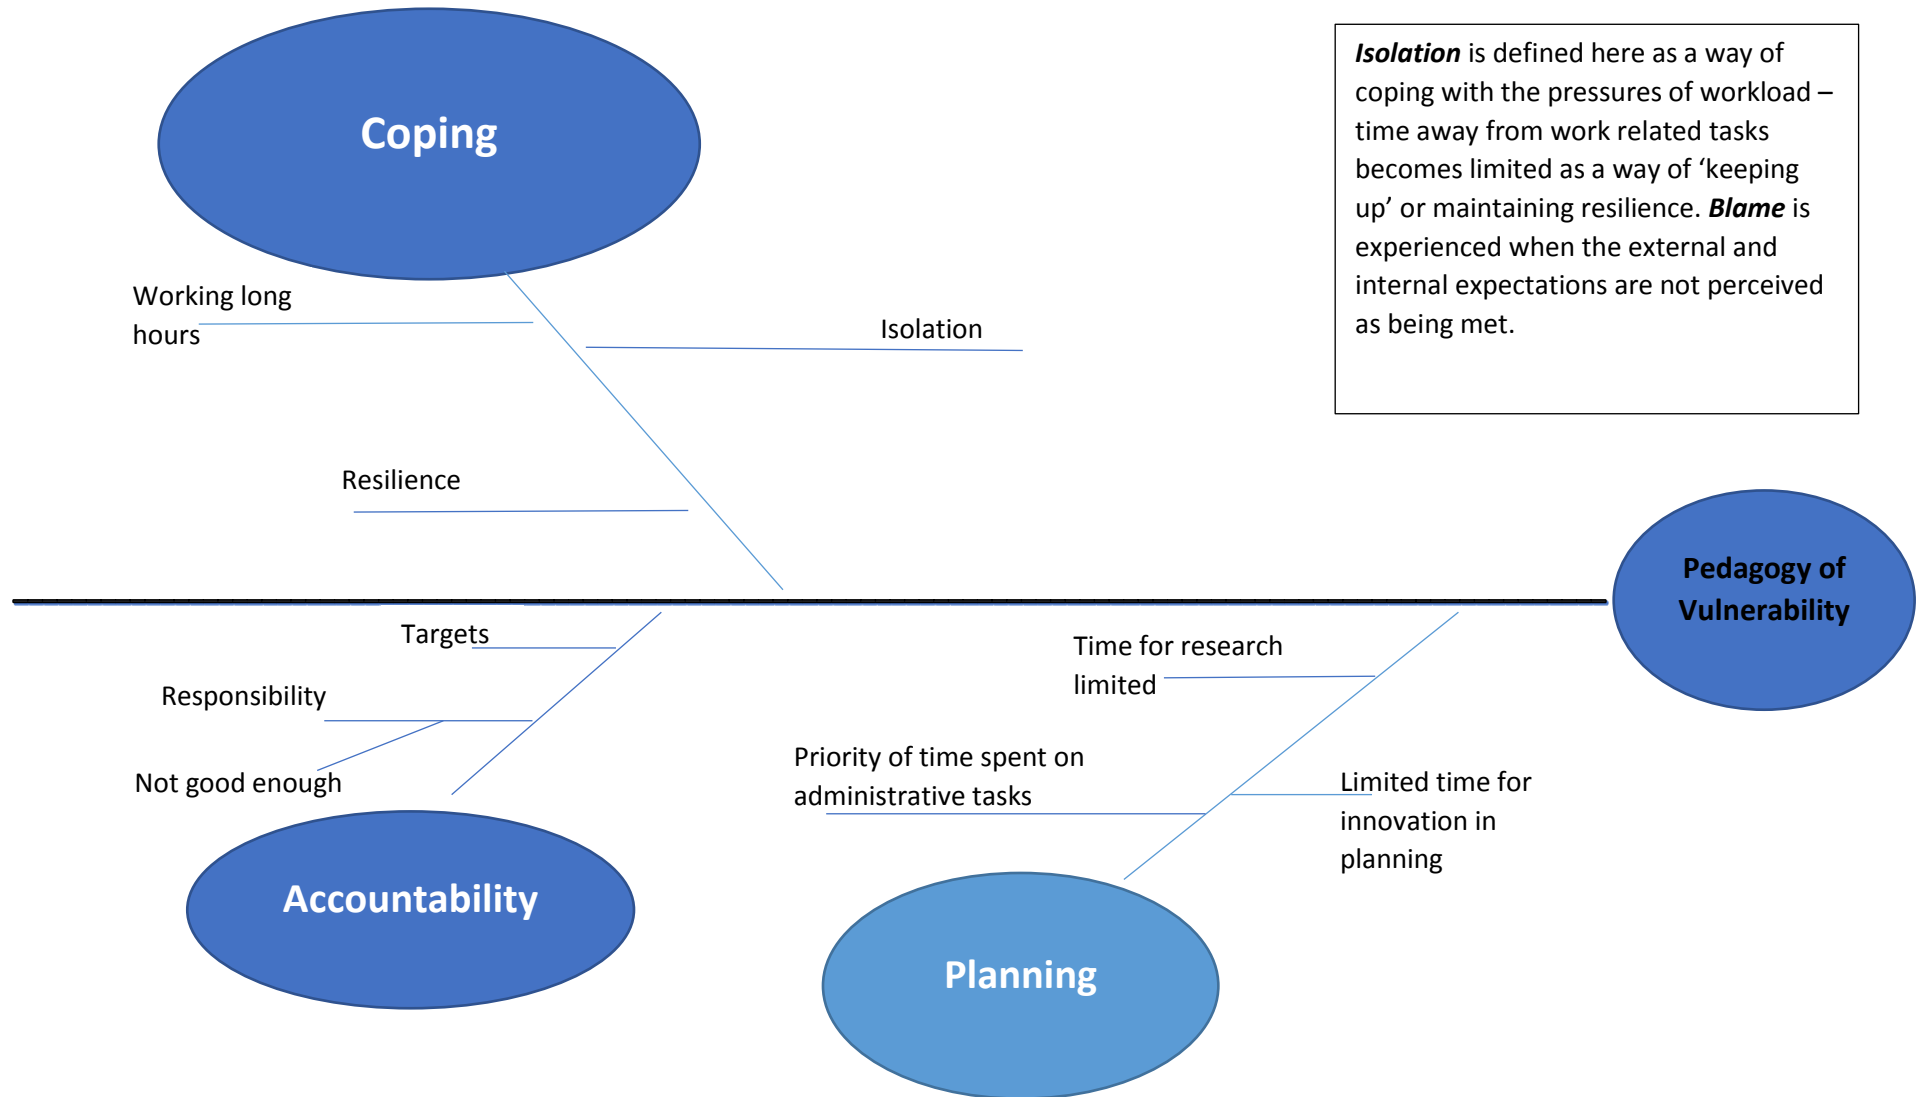 Coping
Isolation is defined here as a way of
coping with the pressures of workload –
time away from work related tasks
becomes limited as a way of ‘keeping
up’ or maintaining resilience. Blame is
experienced when the external and
internal expectations are not perceived
as being met.
Working long
hours
Isolation
Resilience
Pedagogy of
Vulnerability
Targets
Responsibility
Not good enough
Accountability
Time for research
limited
Priority of time spent on
administrative tasks
Limited time for
innovation in
planning
Planning